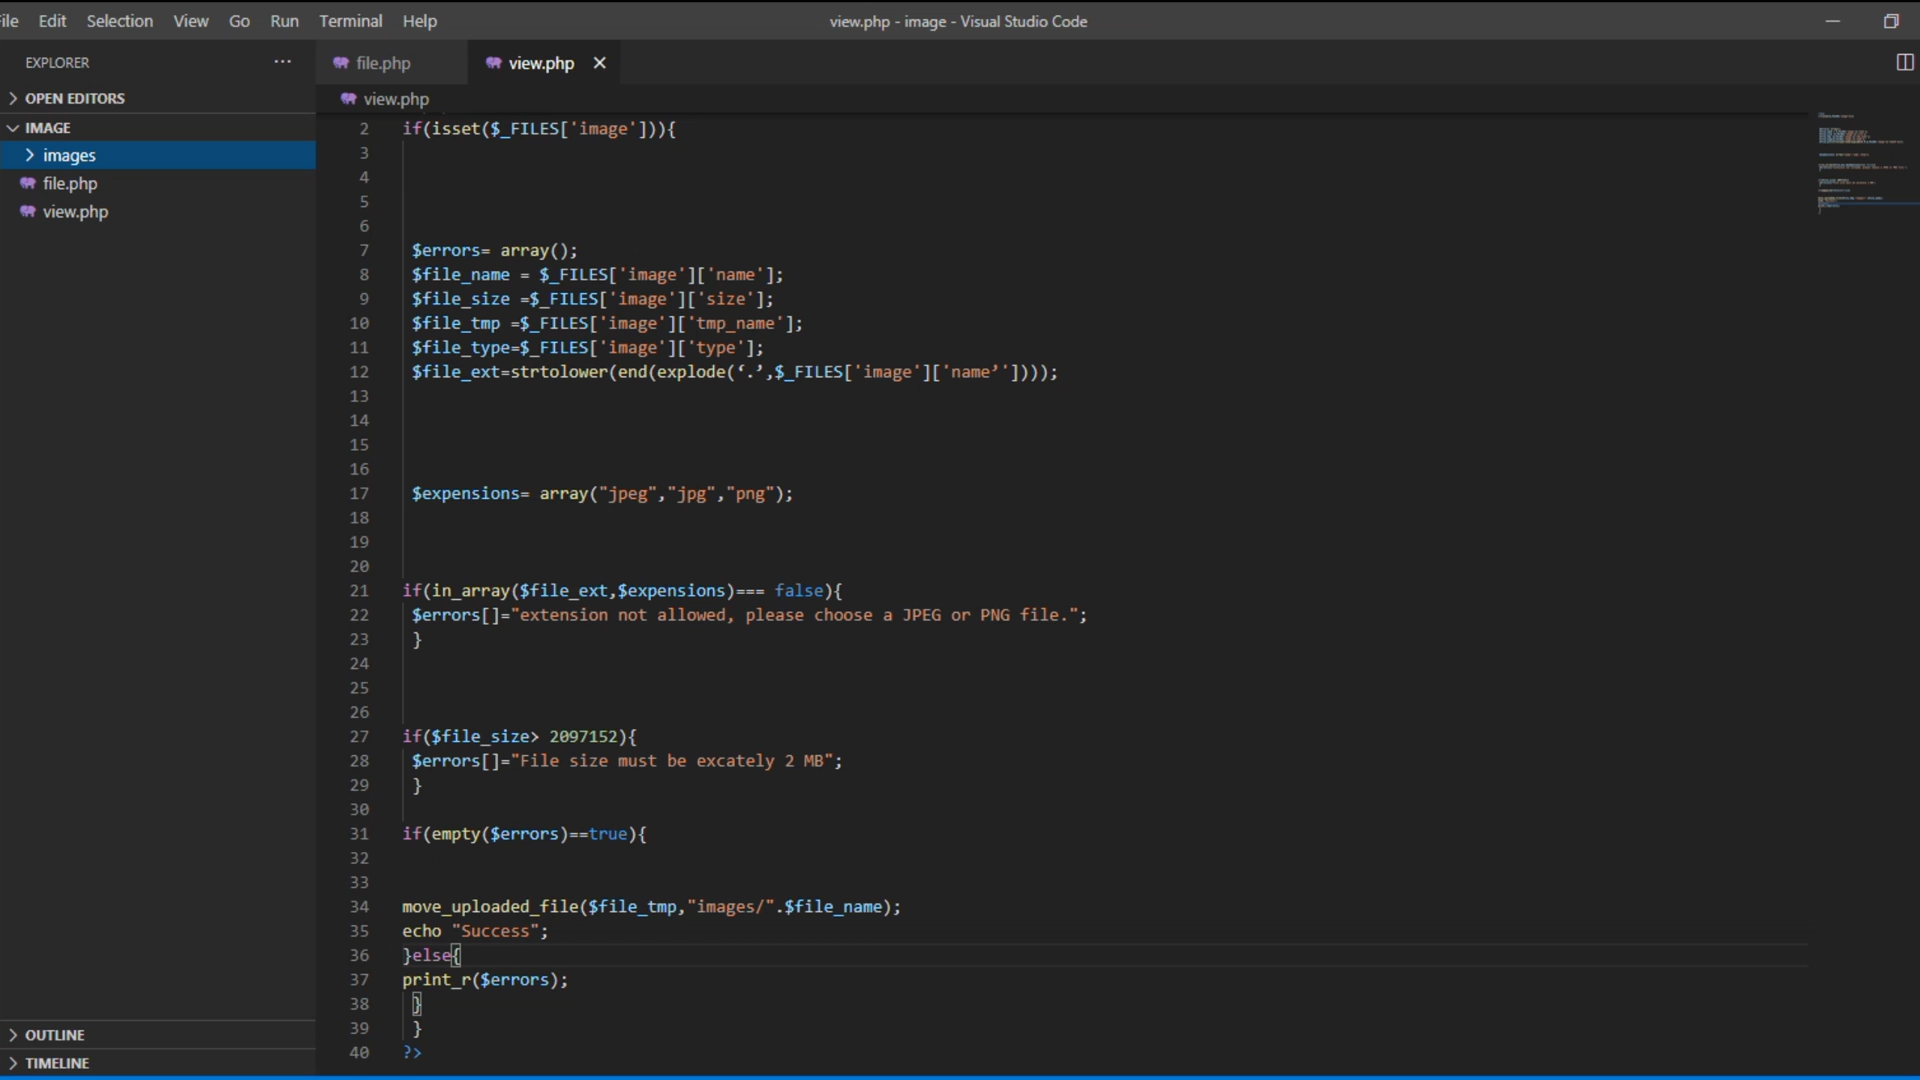 ile Edit Selection View Go Run Terminal Help
view.php - image - Visual Studio Code
EXPLORER ...
OPEN EDITORS
IMAGE
images
file.php
view.php
OUTLINE
TIMELINE
file.php view.php
view.php
2 if(isset($_FILES['image'])){
3
4
5
6
7 $errors= array();
8 $file_name = $_FILES['image']['name'];
9 $file_size =$_FILES['image']['size'];
10 $file_tmp =$_FILES['image']['tmp_name'];
11 $file_type=$_FILES['image']['type'];
12 $file_ext=strtolower(end(explode(‘.’,$_FILES['image']['name’'])));
13
14
15
16
17 $expensions= array("jpeg","jpg","png");
18
19
20
21 if(in_array($file_ext,$expensions)=== false){
22 $errors[]="extension not allowed, please choose a JPEG or PNG file.";
23 }
24
25
26
27 if($file_size> 2097152){
28 $errors[]="File size must be excately 2 MB";
29 }
30
31 if(empty($errors)==true){
32
33
34 move_uploaded_file($file_tmp,"images/".$file_name);
35 echo "Success";
36 }else{
37 print_r($errors);
38 }
39 }
40 ?>